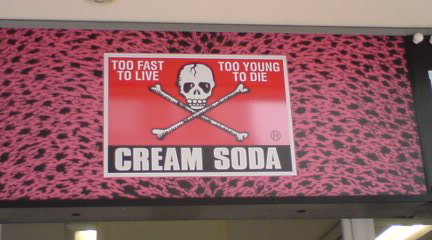 TOO FAST
TO LIVE
TOO YOUNG
TO DIE
®
CREAM SODA